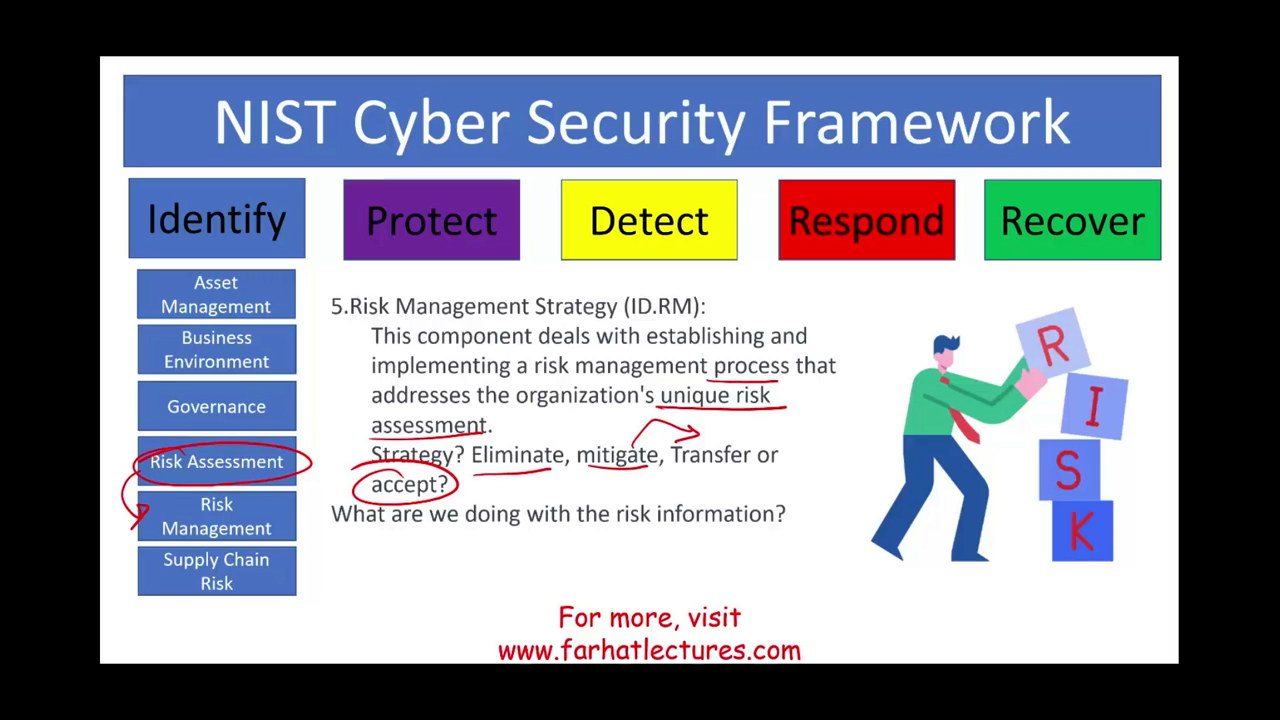 NIST Cyber Security Framework
Identify
Protect
Detect
Respond
Recover
Asset
Management
Business
Environment
Governance
Risk Assessment
Risk
Management
Supply Chain
Risk
5.Risk Management Strategy (ID.RM):
This component deals with establishing and
implementing a risk management process that
addresses the organization's unique risk
assessment.
Strategy? Eliminate, mitigate, Transfer or
accept?
What are we doing with the risk information?
R
I
S
K
For more, visit
www.farhatlectures.com